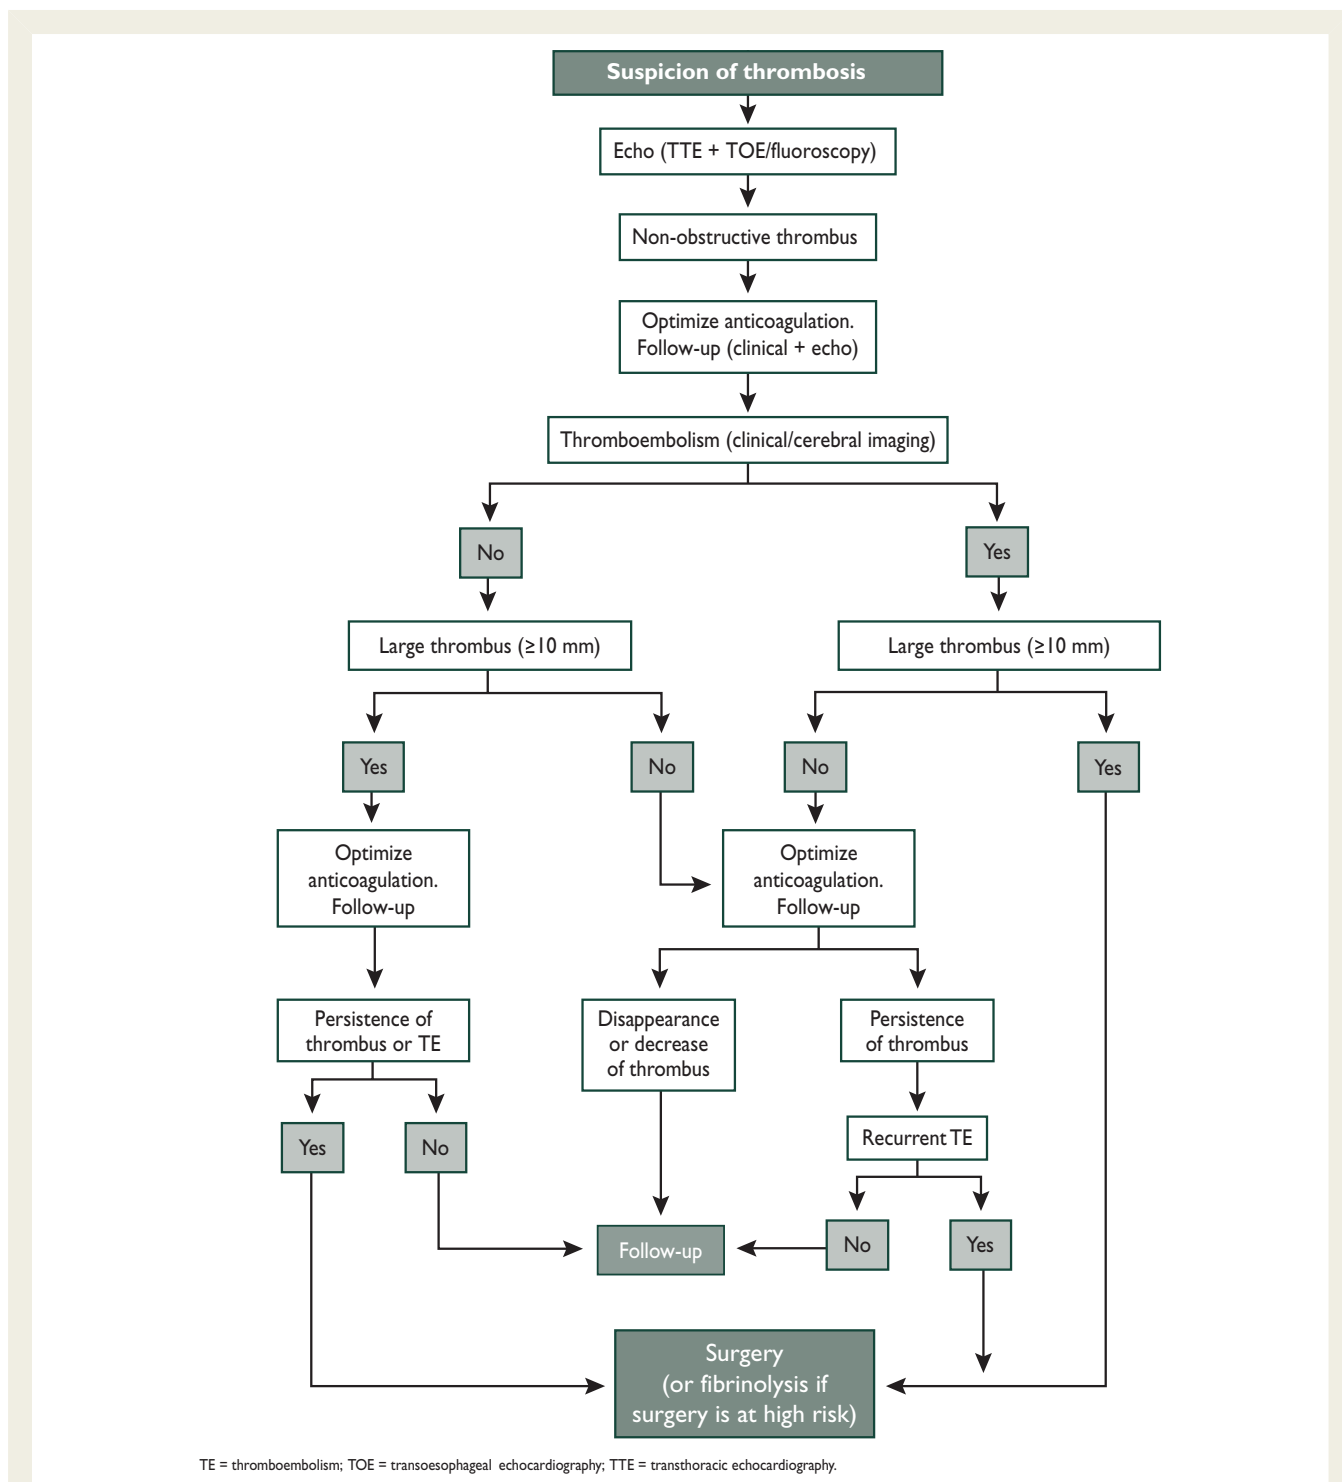 Suspicion of thrombosis
Echo (TTE + TOE/fluoroscopy)
Non-obstructive thrombus
Optimize anticoagulation.
Follow-up (clinical + echo)
Thromboembolism (clinical/cerebral imaging)
No
Yes
Large thrombus (≥10 mm)
Large thrombus (≥10 mm)
Yes
No
No
Yes
Optimize
anticoagulation.
Follow-up
Optimize
anticoagulation.
Follow-up
Persistence of
thrombus or TE
Disappearance
or decrease
of thrombus
Persistence
of thrombus
Recurrent TE
Yes
No
No
Yes
Follow-up
Surgery
(or fibrinolysis if
surgery is at high risk)
TE = thromboembolism; TOE = transoesophageal echocardiography; TTE = transthoracic echocardiography.